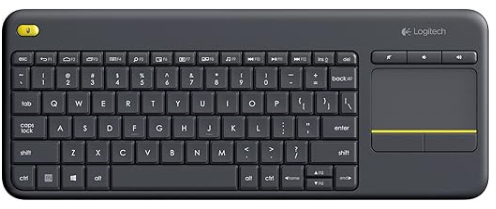 Logitech
esc F1 F2 F3 F4 F5 F6 F7 F8 F9 F10 F11 F12 ins del
~ ! @ # $ % ^ & * ( ) _ + back
1 2 3 4 5 6 7 8 9 0 - =
tab Q W E R T Y U I O P { } |
[ ] \
caps lock A S D F G H J K L : " enter
; '
shift Z X C V B N M < > ? shift
, . /
ctrl fn alt alt ctrl home end